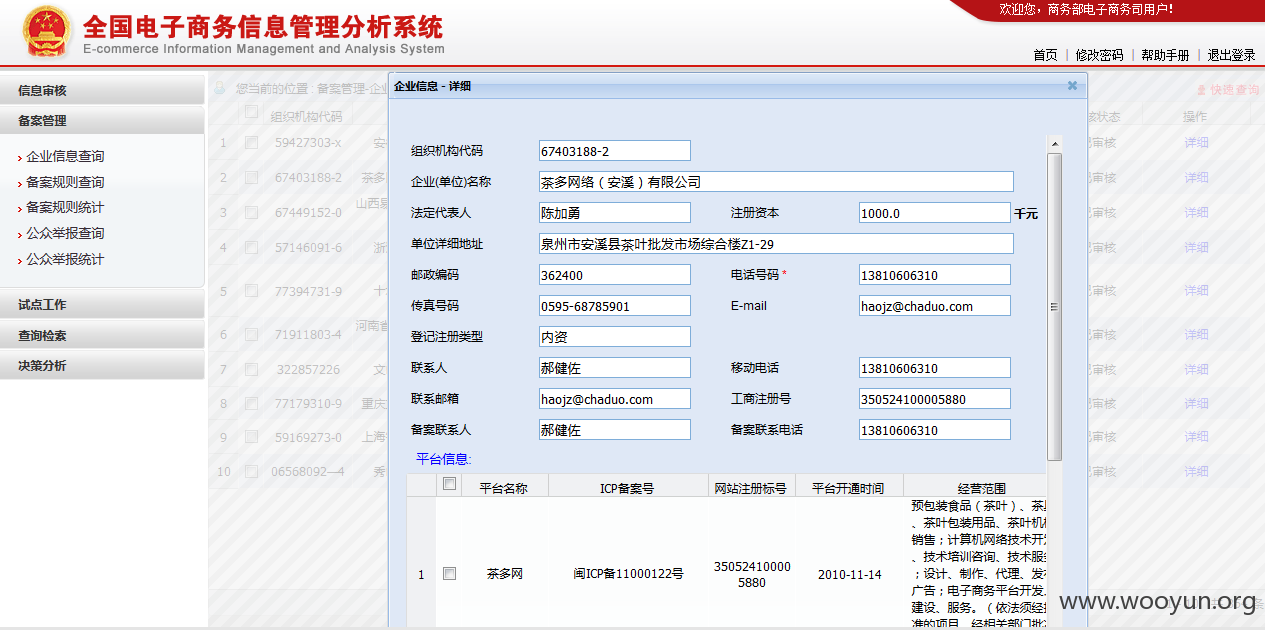 全国电子商务信息管理分析系统
E-commerce Information Management and Analysis System
欢迎您，商务部电子商务司用户！
首页 | 修改密码 | 帮助手册 | 退出登录
信息审核
备案管理
企业信息查询
备案规则查询
备案规则统计
公众举报查询
公众举报统计
试点工作
查询检索
决策分析
您当前的位置：备案管理-企业
快速查询
组织机构代码 核状态 操作
1 59427303-x 安 已审核 详细
2 67403188-2 茶多 已审核 详细
3 67449152-0 山西 已审核 详细
4 57146091-6 浙 已审核 详细
5 77394731-9 十 已审核 详细
6 71911803-4 河南省 已审核 详细
7 322857226 文 已审核 详细
8 77179310-9 重庆 已审核 详细
9 59169273-0 上海 已审核 详细
10 06568092—4 秀 已审核 详细
企业信息 - 详细
组织机构代码 67403188-2
企业(单位)名称 茶多网络（安溪）有限公司
法定代表人 陈加勇 注册资本 1000.0 千元
单位详细地址 泉州市安溪县茶叶批发市场综合楼Z1-29
邮政编码 362400 电话号码 * 13810606310
传真号码 0595-68785901 E-mail haojz@chaduo.com
登记注册类型 内资
联系人 郝健佐 移动电话 13810606310
联系邮箱 haojz@chaduo.com 工商注册号 350524100005880
备案联系人 郝健佐 备案联系电话 13810606310
平台信息:
平台名称 ICP备案号 网站注册标号 平台开通时间 经营范围
1 茶多网 闽ICP备11000122号 35052410000
5880 2010-11-14
预包装食品（茶叶）、茶具
、茶叶包装用品、茶叶机械
销售；计算机网络技术开发
、技术培训咨询、技术服务
；设计、制作、代理、发布
广告；电子商务平台开发、
建设、服务。（依法须经
准的项目，经相关部门批准
www.wooyun.org